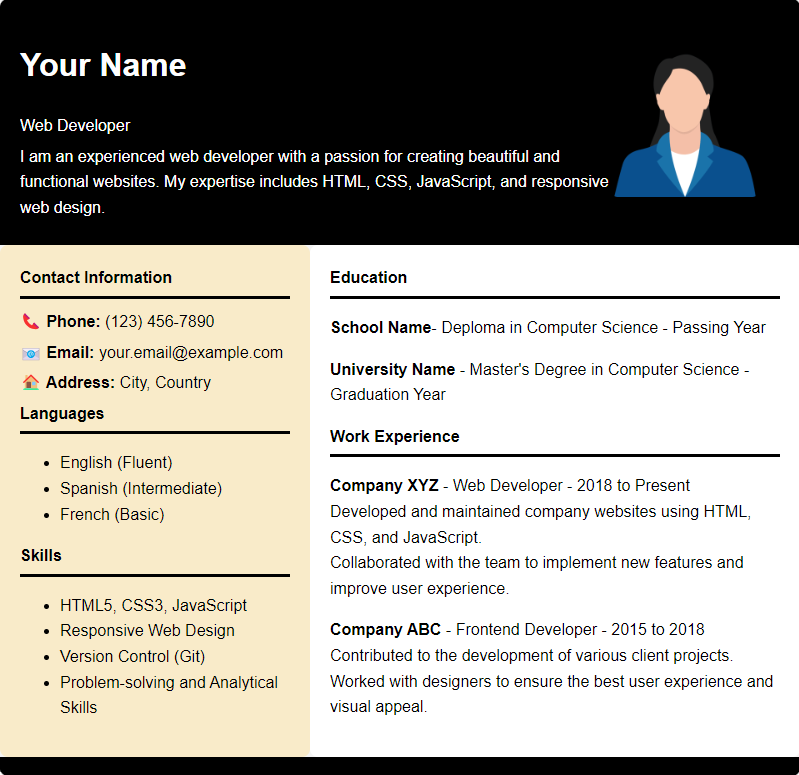 Your Name
Web Developer
I am an experienced web developer with a passion for creating beautiful and
functional websites. My expertise includes HTML, CSS, JavaScript, and responsive
web design.
Contact Information
📞 Phone: (123) 456-7890
📧 Email: your.email@example.com
🏠 Address: City, Country
Languages
• English (Fluent)
• Spanish (Intermediate)
• French (Basic)
Skills
• HTML5, CSS3, JavaScript
• Responsive Web Design
• Version Control (Git)
• Problem-solving and Analytical
Skills
Education
School Name- Deploma in Computer Science - Passing Year
University Name - Master's Degree in Computer Science -
Graduation Year
Work Experience
Company XYZ - Web Developer - 2018 to Present
Developed and maintained company websites using HTML,
CSS, and JavaScript.
Collaborated with the team to implement new features and
improve user experience.
Company ABC - Frontend Developer - 2015 to 2018
Contributed to the development of various client projects.
Worked with designers to ensure the best user experience and
visual appeal.